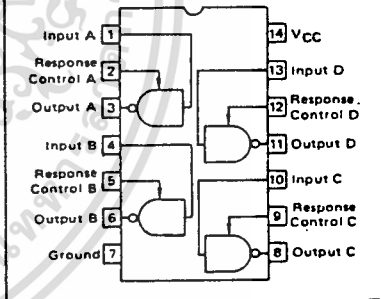 Input A 1
14 VCC
Response
Control A 2
13 Input D
Output A 3
12 Response
Control D
Input B 4
11 Output D
Response
Control B 5
10 Input C
Output B 6
9 Response
Control C
Ground 7
8 Output C